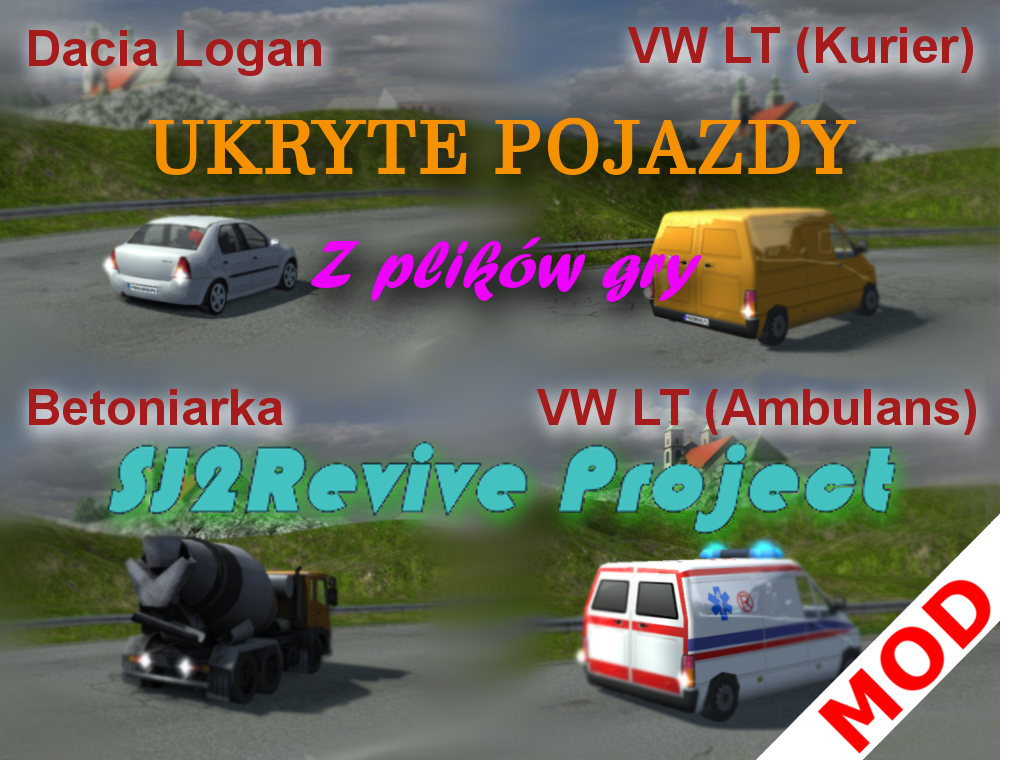 Dacia Logan
VW LT (Kurier)
UKRYTE POJAZDY
Z plików gry
Betoniarka
VW LT (Ambulans)
SJ2Revive Project
MOD